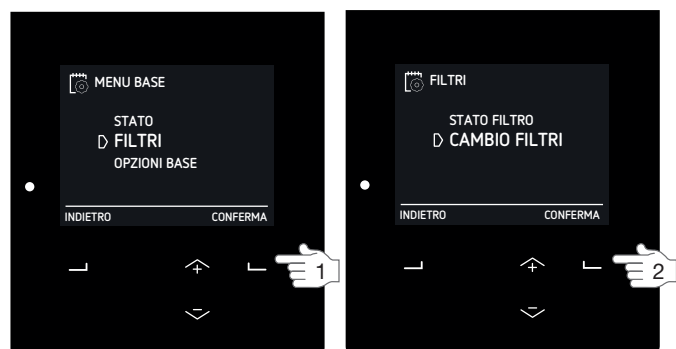 MENU BASE
STATO
FILTRI
OPZIONI BASE
INDIETRO CONFERMA
1
FILTRI
STATO FILTRO
CAMBIO FILTRI
INDIETRO CONFERMA
2